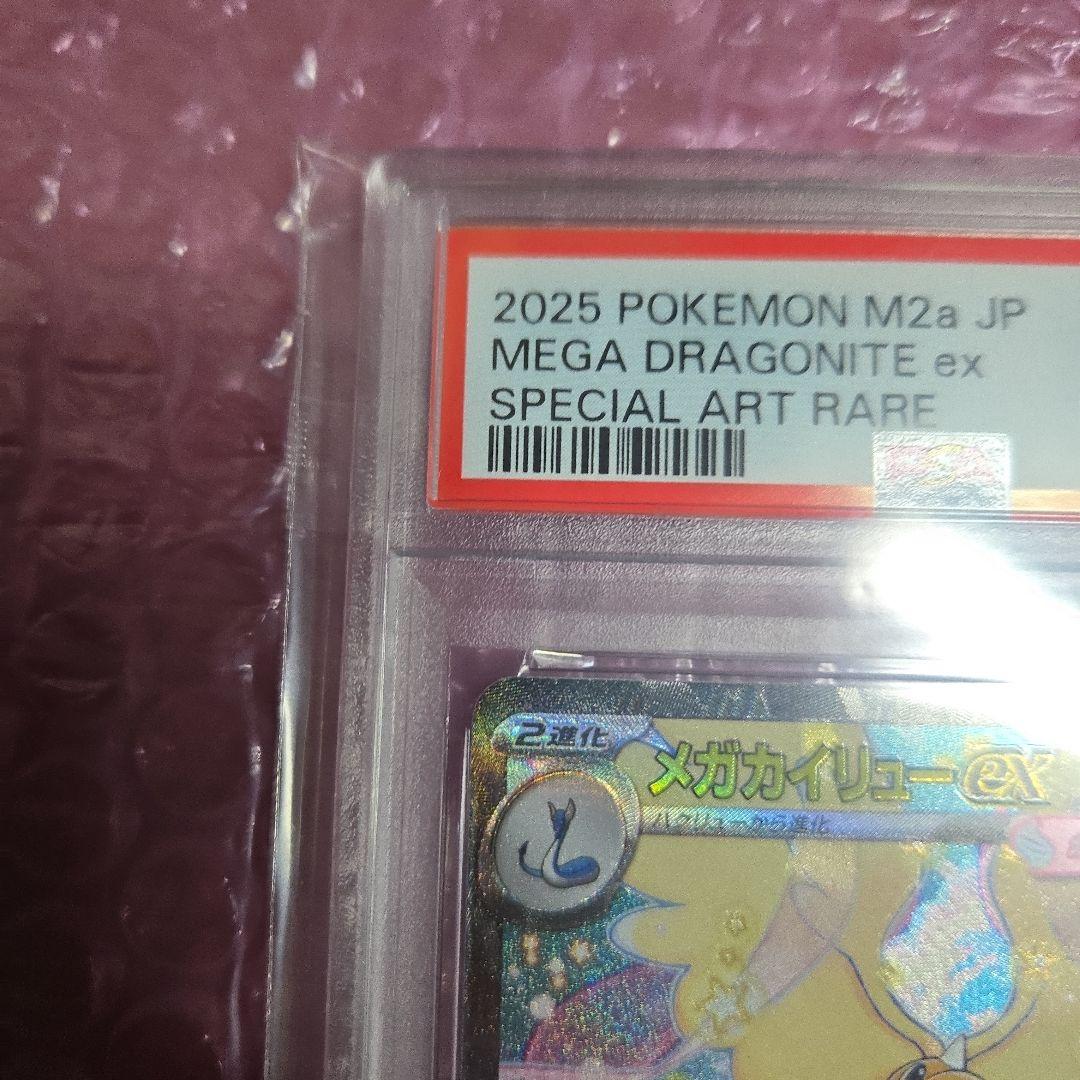 2025 POKEMON M2a JP
MEGA DRAGONITE ex
SPECIAL ART RARE
2進化
メガカイリューex
ハクリューから進化